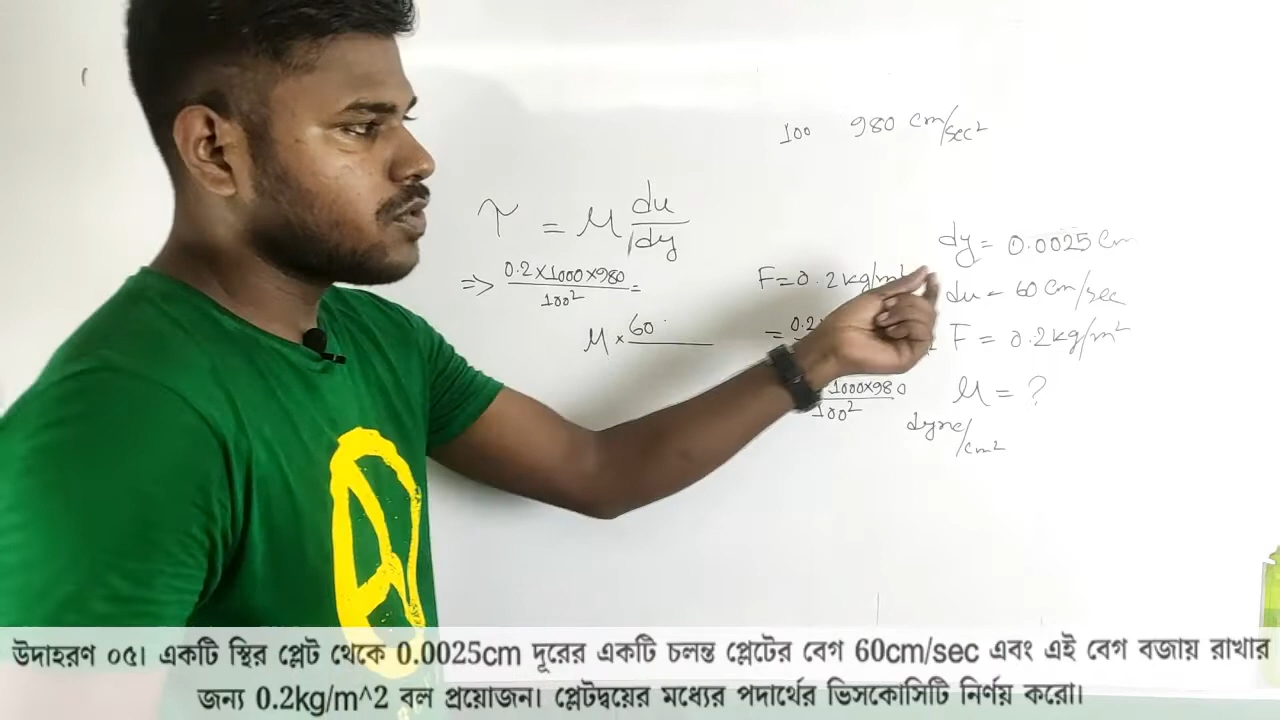 100 980 cm/sec²
τ = μ du/dy
dy = 0.0025 cm
⇒ 0.2×1000×980/100² =
F=0.2 kg/m²
du = 60 cm/sec
μ × 60
= 0.2
F = 0.2kg/m²
1000×980/100²
μ = ?
dyne/cm²
উদাহরণ ০৫। একটি স্থির প্লেট থেকে 0.0025cm দূরের একটি চলন্ত প্লেটের বেগ 60cm/sec এবং এই বেগ বজায় রাখার
জন্য 0.2kg/m^2 বল প্রয়োজন। প্লেটদ্বয়ের মধ্যের পদার্থের ভিসকোসিটি নির্ণয় করো।